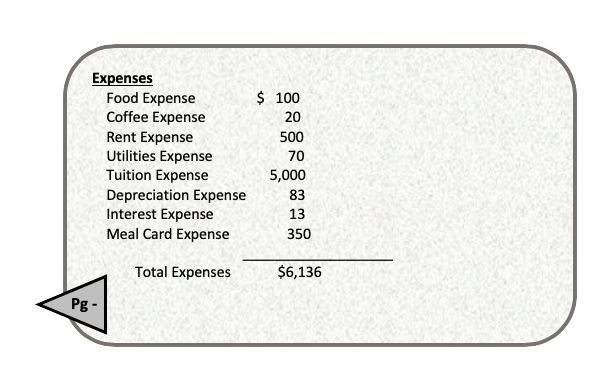 Expenses
Food Expense $ 100
Coffee Expense 20
Rent Expense 500
Utilities Expense 70
Tuition Expense 5,000
Depreciation Expense 83
Interest Expense 13
Meal Card Expense 350
Total Expenses $6,136
Pg -